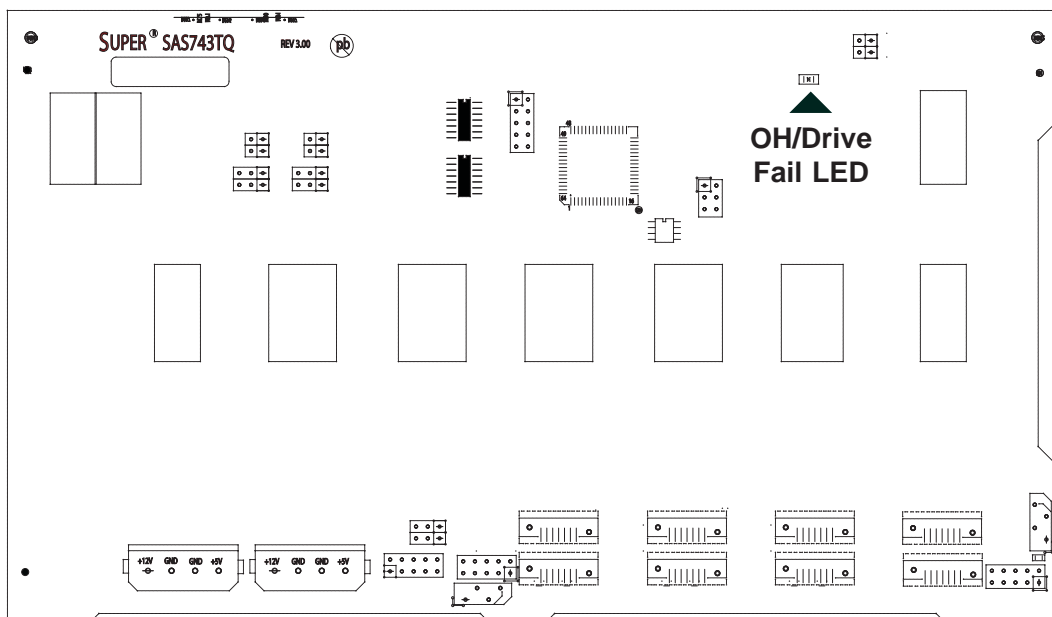 SUPER® SAS743TQ REV 3.00 pb
OH/Drive
Fail LED
+12V GND GND +5V
+12V GND GND +5V